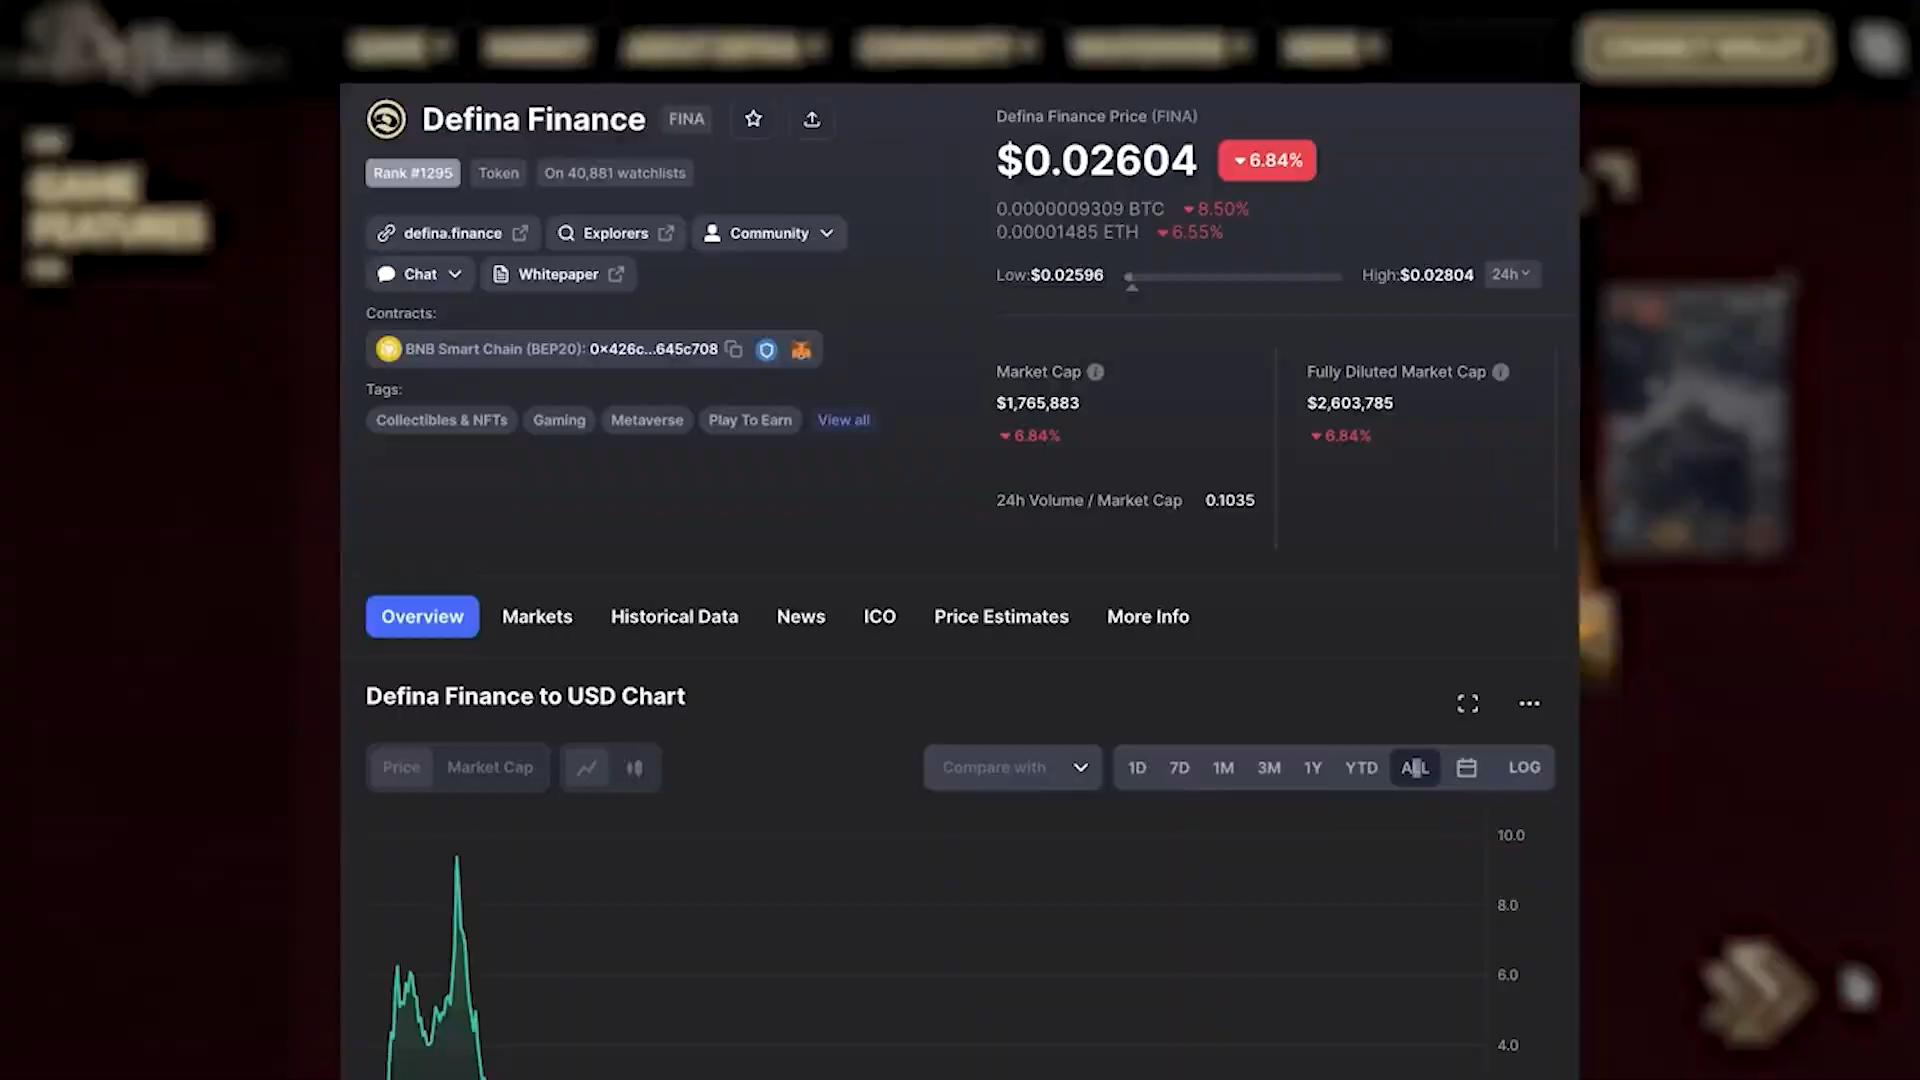 Defina Finance FINA
Rank #1295 Token On 40,881 watchlists
defina.finance Explorers Community
Chat Whitepaper
Contracts:
BNB Smart Chain (BEP20): 0x426c...645c708
Tags:
Collectibles & NFTs Gaming Metaverse Play To Earn View all
Defina Finance Price (FINA)
$0.02604 6.84%
0.0000009309 BTC 8.50%
0.00001485 ETH 6.55%
Low:$0.02596 High:$0.02804 24h
Market Cap
$1,765,883
6.84%
24h Volume / Market Cap 0.1035
Fully Diluted Market Cap
$2,603,785
6.84%
Overview Markets Historical Data News ICO Price Estimates More Info
Defina Finance to USD Chart
Price Market Cap Compare with 1D 7D 1M 3M 1Y YTD ALL LOG
10.0
8.0
6.0
4.0
GAME
FEATURES